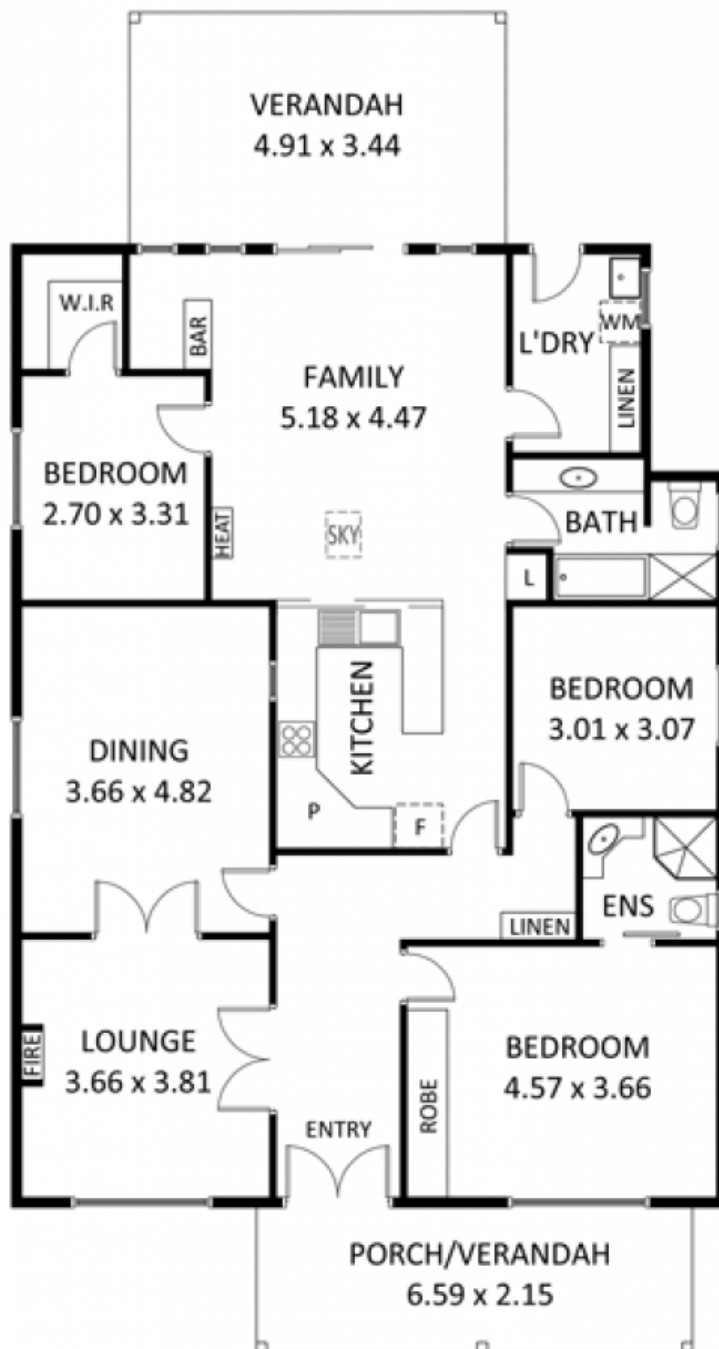 VERANDAH
4.91 x 3.44
W.I.R
BAR
FAMILY
5.18 x 4.47
L'DRY
WM
LINEN
BEDROOM
2.70 x 3.31
HEAT
SKY
BATH
L
DINING
3.66 x 4.82
KITCHEN
P
F
BEDROOM
3.01 x 3.07
ENS
LINEN
LOUNGE
3.66 x 3.81
FIRE
ENTRY
ROBE
BEDROOM
4.57 x 3.66
PORCH/VERANDAH
6.59 x 2.15